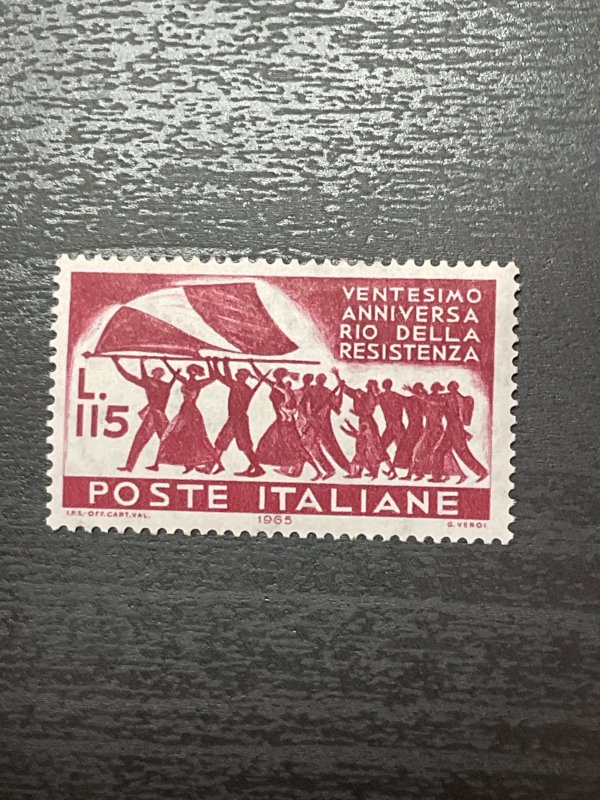 VENTESIMO
ANNIVERSA
RIO DELLA
RESISTENZA
L.
115
POSTE ITALIANE
I.P.S.-OFF.CART.VAL.
1965
G. VEROI